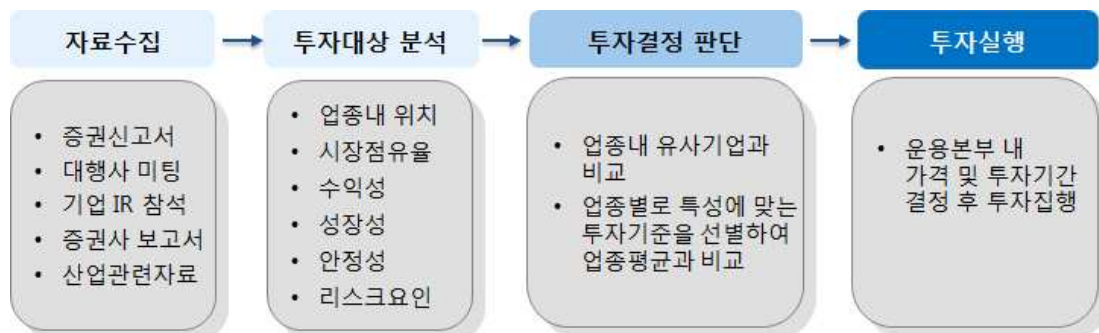 자료수집
투자대상 분석
투자결정 판단
투자실행
• 증권신고서
• 대행사 미팅
• 기업 IR 참석
• 증권사 보고서
• 산업관련자료
• 업종내 위치
• 시장점유율
• 수익성
• 성장성
• 안정성
• 리스크요인
• 업종내 유사기업과
비교
• 업종별로 특성에 맞는
투자기준을 선별하여
업종평균과 비교
• 운용본부 내
가격 및 투자기간
결정 후 투자집행